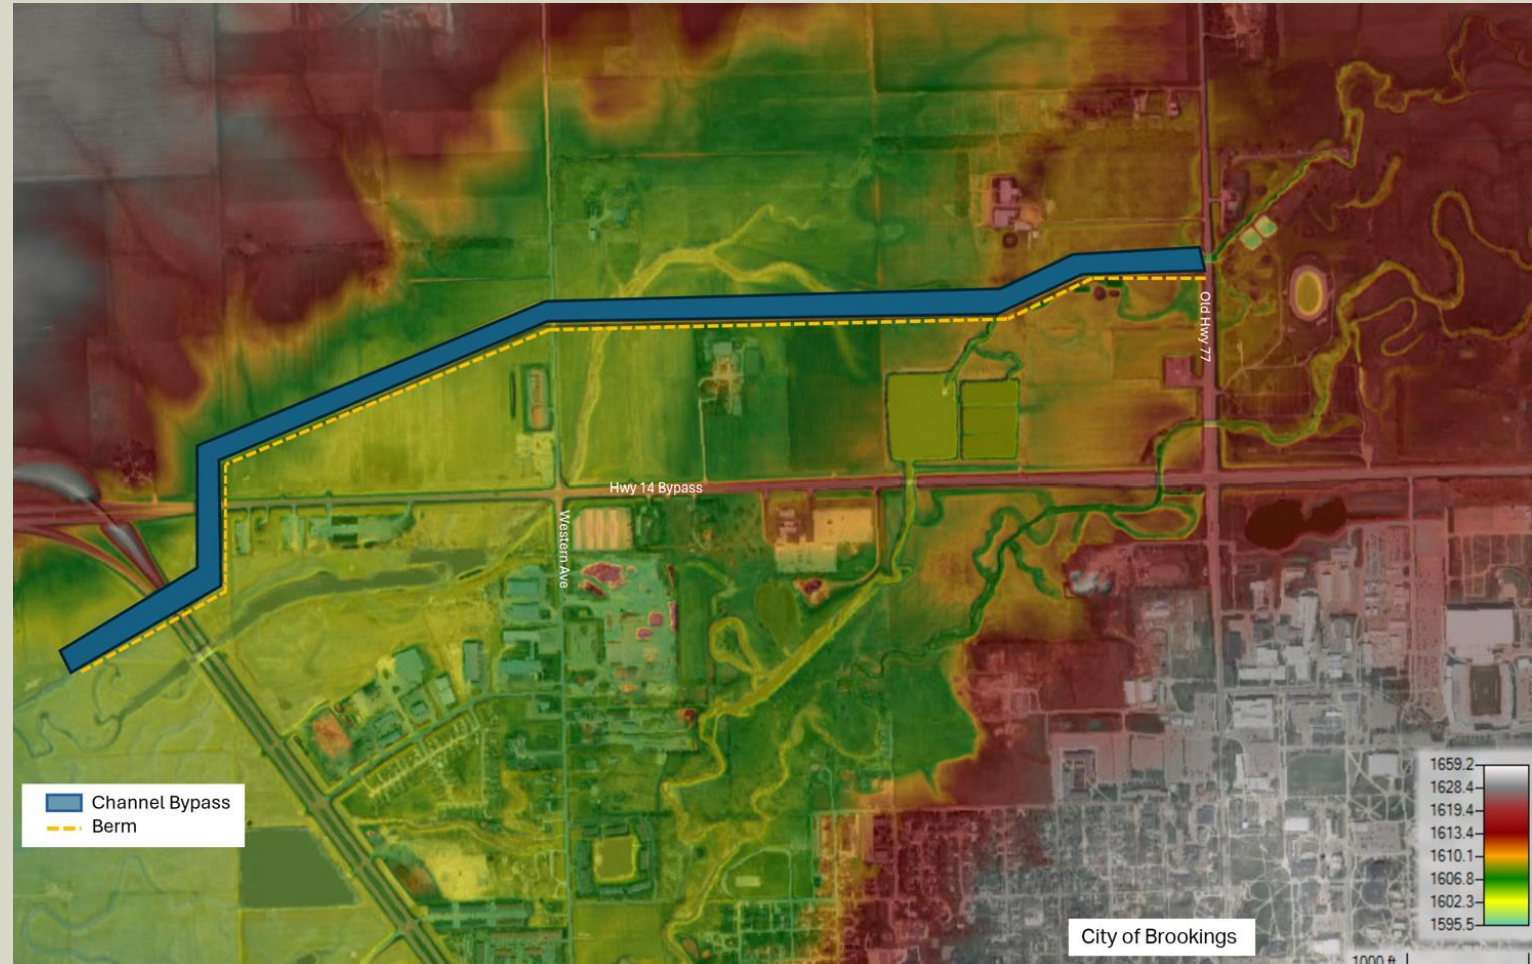 Old Hwy 77
Hwy 14 Bypass
Western Ave
Channel Bypass
Berm
1659.2
1628.4
1619.4
1613.4
1610.1
1606.8
1602.3
1595.5
City of Brookings
1000 ft